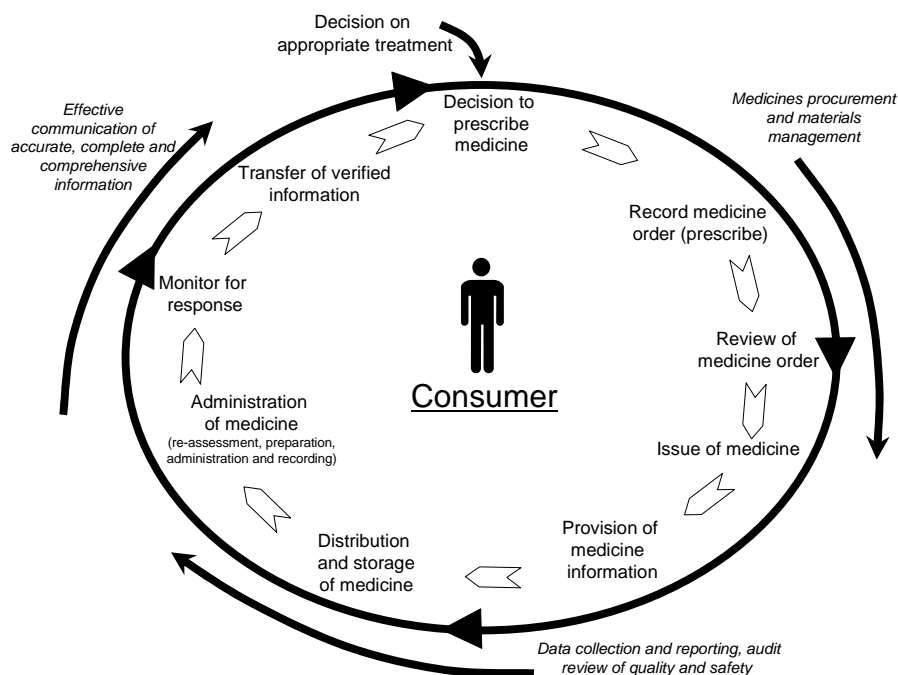 Decision on
appropriate treatment
Decision to
prescribe
medicine
Effective
communication of
accurate, complete and
comprehensive
information
Medicines procurement
and materials
management
Transfer of verified
information
Record medicine
order (prescribe)
Monitor for
response
Review of
medicine order
Consumer
Administration
of medicine
(re-assessment, preparation,
administration and recording)
Issue of medicine
Provision of
medicine
information
Distribution
and storage
of medicine
Data collection and reporting, audit
review of quality and safety